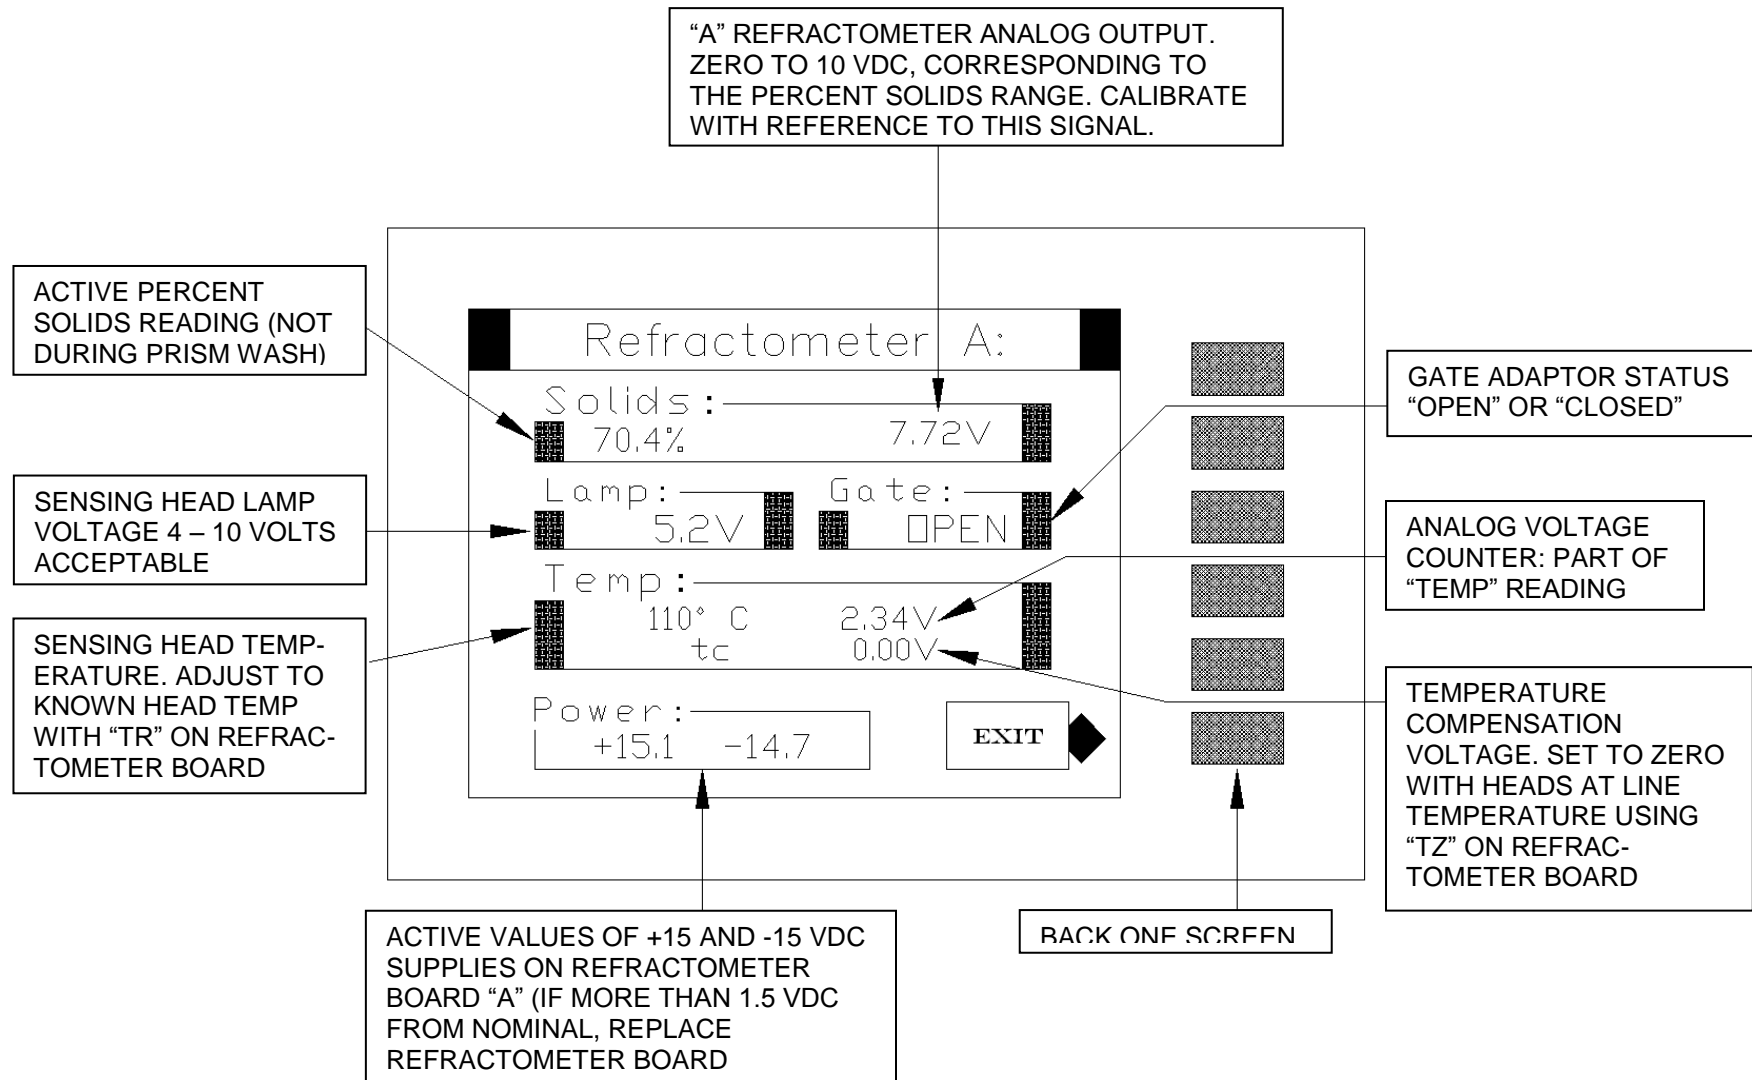 “A” REFRACTOMETER ANALOG OUTPUT.
ZERO TO 10 VDC, CORRESPONDING TO
THE PERCENT SOLIDS RANGE. CALIBRATE
WITH REFERENCE TO THIS SIGNAL.
ACTIVE PERCENT
SOLIDS READING (NOT
DURING PRISM WASH)
SENSING HEAD LAMP
VOLTAGE 4 – 10 VOLTS
ACCEPTABLE
SENSING HEAD TEMP-
ERATURE. ADJUST TO
KNOWN HEAD TEMP
WITH “TR” ON REFRAC-
TOMETER BOARD
Refractometer A:
Solids:
70.4% 7.72V
Lamp: Gate:
5.2V OPEN
Temp:
110° C 2.34V
tc 0.00V
Power:
+15.1 -14.7
EXIT
GATE ADAPTOR STATUS
“OPEN” OR “CLOSED”
ANALOG VOLTAGE
COUNTER: PART OF
“TEMP” READING
TEMPERATURE
COMPENSATION
VOLTAGE. SET TO ZERO
WITH HEADS AT LINE
TEMPERATURE USING
“TZ” ON REFRAC-
TOMETER BOARD
ACTIVE VALUES OF +15 AND -15 VDC
SUPPLIES ON REFRACTOMETER
BOARD “A” (IF MORE THAN 1.5 VDC
FROM NOMINAL, REPLACE
REFRACTOMETER BOARD
BACK ONE SCREEN